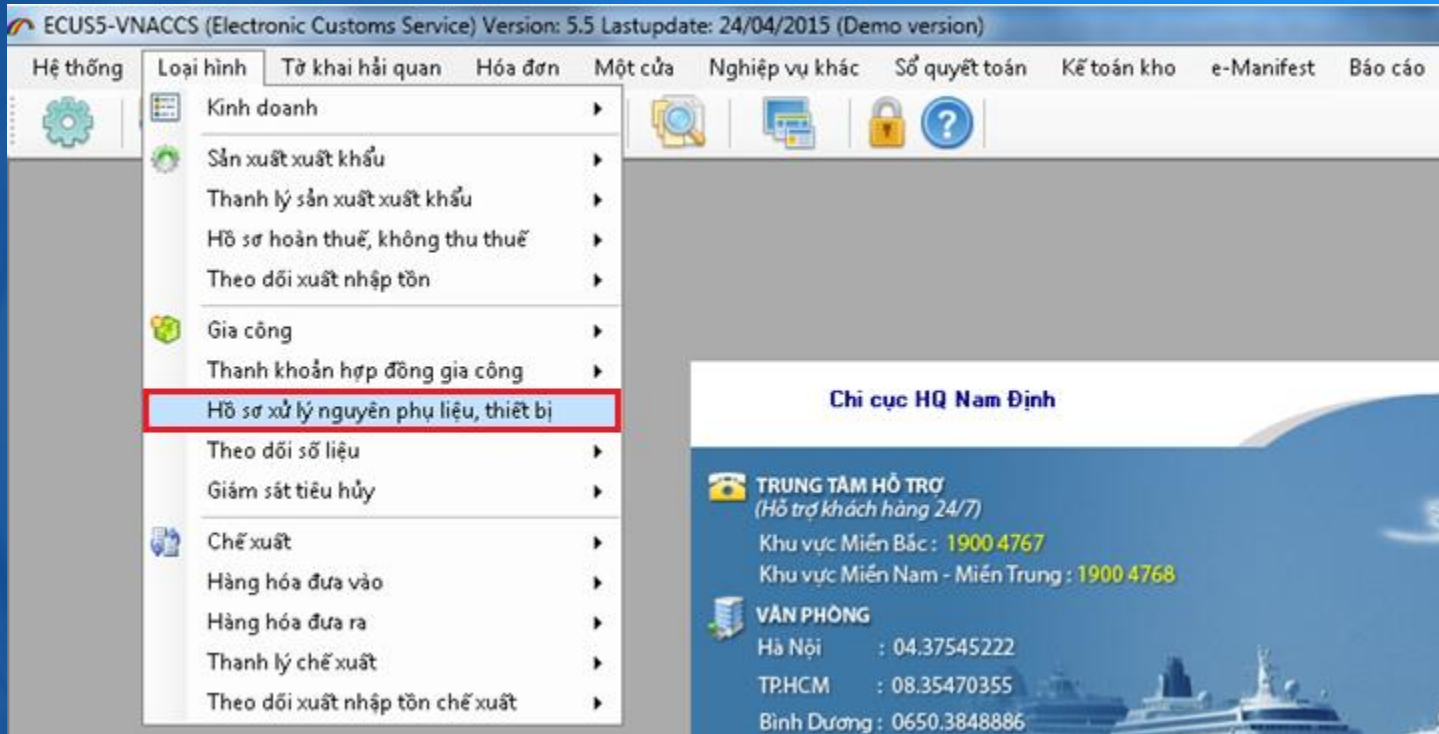 ECUS5-VNACCS (Electronic Customs Service) Version: 5.5 Lastupdate: 24/04/2015 (Demo version)
Hệ thống Loại hình Tờ khai hải quan Hóa đơn Một cửa Nghiệp vụ khác Sổ quyết toán Kế toán kho e-Manifest Báo cáo
Kinh doanh
Sản xuất xuất khẩu
Thanh lý sản xuất xuất khẩu
Hồ sơ hoàn thuế, không thu thuế
Theo dõi xuất nhập tồn
Gia công
Thanh khoản hợp đồng gia công
Hồ sơ xử lý nguyên phụ liệu, thiết bị
Theo dõi số liệu
Giám sát tiêu hủy
Chế xuất
Hàng hóa đưa vào
Hàng hóa đưa ra
Thanh lý chế xuất
Theo dõi xuất nhập tồn chế xuất
Chi cục HQ Nam Định
TRUNG TÂM HỖ TRỢ
(Hỗ trợ khách hàng 24/7)
Khu vực Miền Bắc : 1900 4767
Khu vực Miền Nam - Miền Trung : 1900 4768
VĂN PHÒNG
Hà Nội : 04.37545222
TP.HCM : 08.35470355
Bình Dương : 0650.3848886